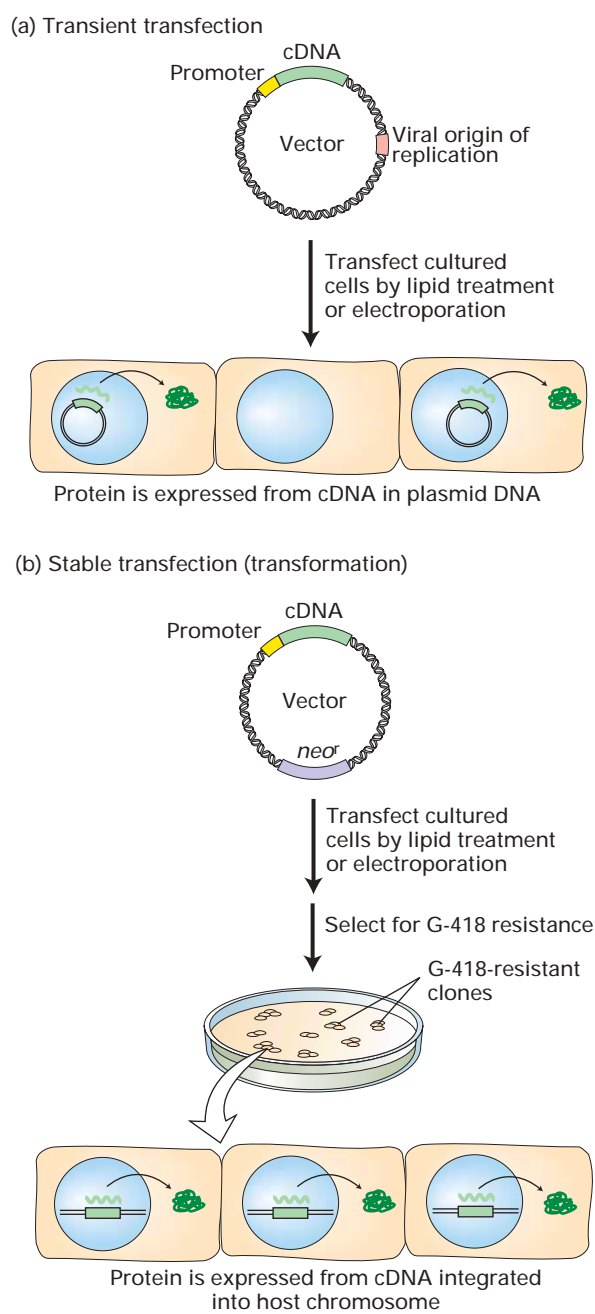 (a) Transient transfection
cDNA
Promoter
Vector
Viral origin of
replication
Transfect cultured
cells by lipid treatment
or electroporation
Protein is expressed from cDNA in plasmid DNA
(b) Stable transfection (transformation)
cDNA
Promoter
Vector
neoʳ
Transfect cultured
cells by lipid treatment
or electroporation
Select for G-418 resistance
G-418-resistant
clones
Protein is expressed from cDNA integrated
into host chromosome